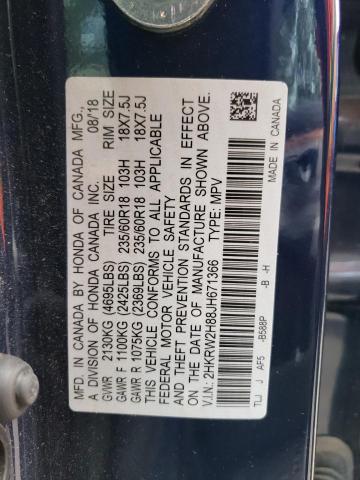 MFD. IN CANADA BY HONDA OF CANADA MFG.,
A DIVISION OF HONDA CANADA INC. 08/18
GVWR 2130KG (4695LBS) TIRE SIZE RIM SIZE
GAWR F 1100KG (2425LBS) 235/60R18 103H 18X7.5J
GAWR R 1075KG (2369LBS) 235/60R18 103H 18X7.5J
THIS VEHICLE CONFORMS TO ALL APPLICABLE
FEDERAL MOTOR VEHICLE SAFETY
AND THEFT PREVENTION STANDARDS IN EFFECT
ON THE DATE OF MANUFACTURE SHOWN ABOVE.
V.I.N.: 2HKRW2H88JH671366 TYPE: MPV
TLJ J AF5 -B588P -B -H
MADE IN CANADA